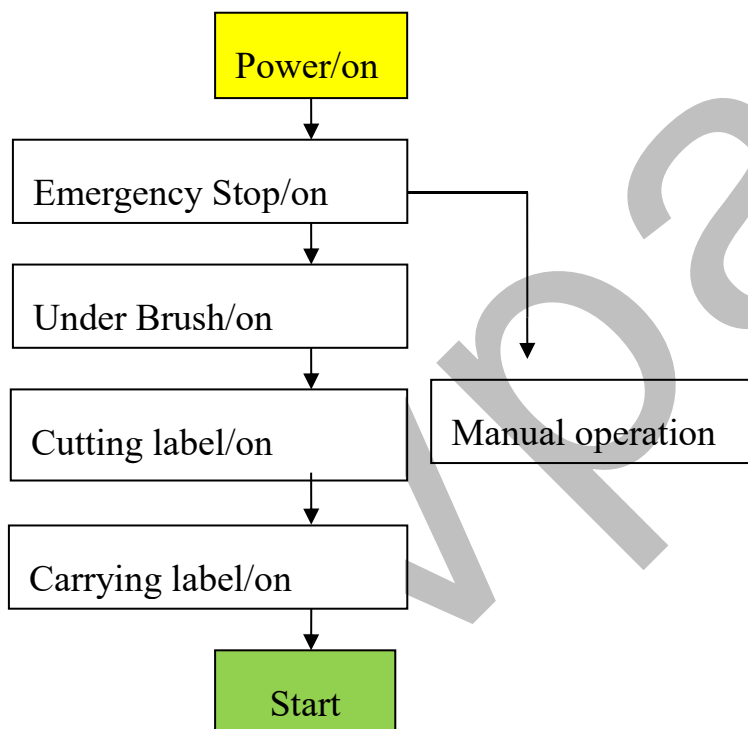 Power/on
Emergency Stop/on
Under Brush/on
Cutting label/on
Manual operation
Carrying label/on
Start